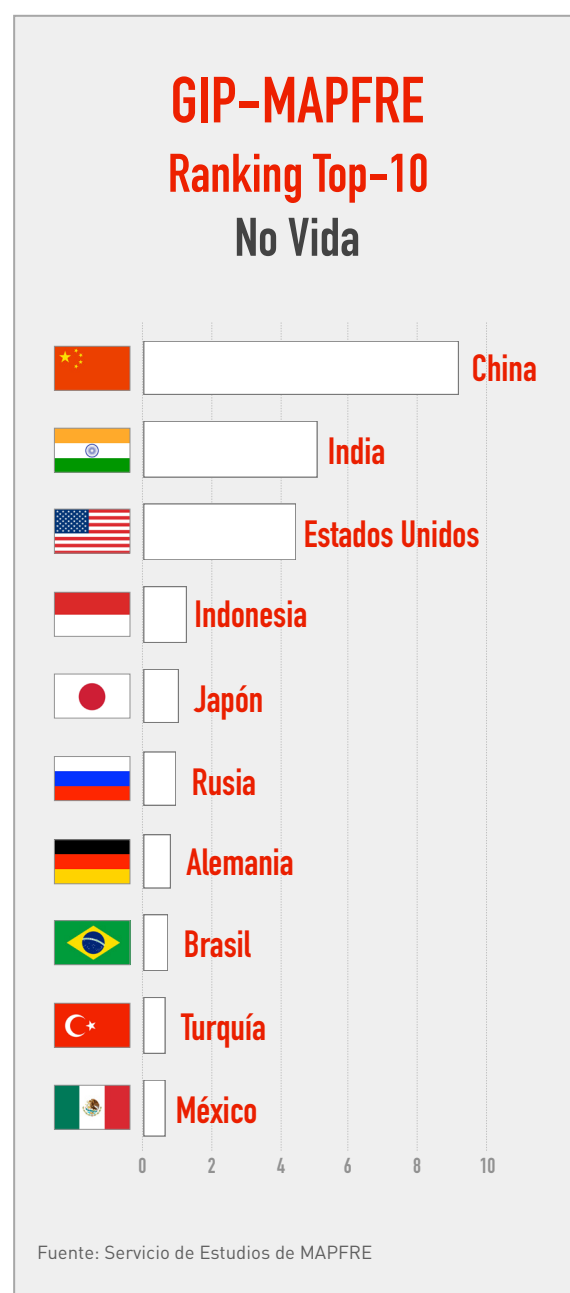 GIP-MAPFRE
Ranking Top-10
No Vida
China
India
Estados Unidos
Indonesia
Japón
Rusia
Alemania
Brasil
Turquía
México
0 2 4 6 8 10
Fuente: Servicio de Estudios de MAPFRE